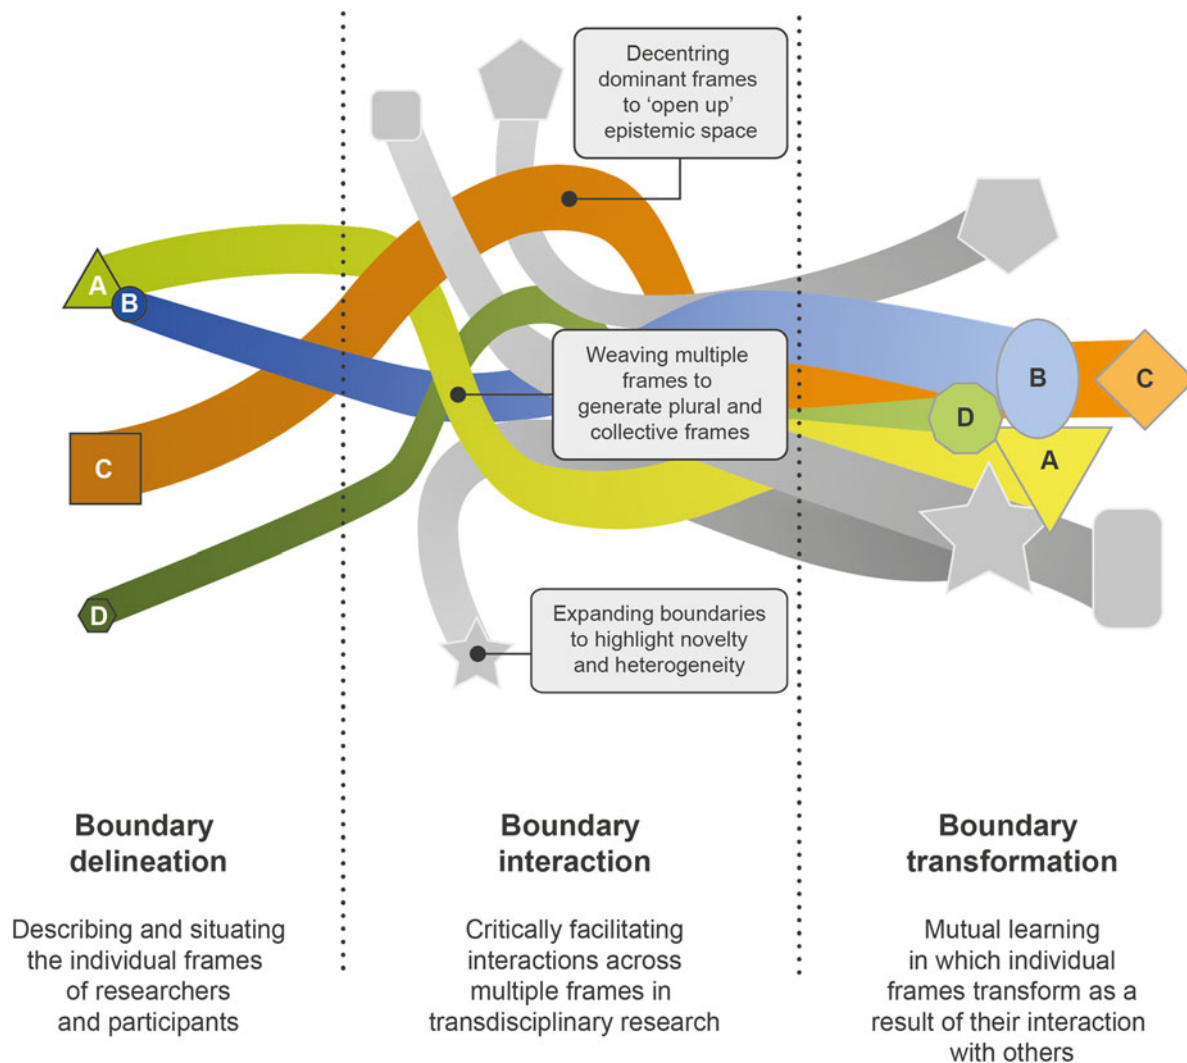 Decentring
dominant frames
to ‘open up’
epistemic space
A
B
C
D
Weaving multiple
frames to
generate plural and
collective frames
B
C
D
A
Expanding boundaries
to highlight novelty
and heterogeneity
Boundary
delineation
Describing and situating
the individual frames
of researchers
and participants
Boundary
interaction
Critically facilitating
interactions across
multiple frames in
transdisciplinary research
Boundary
transformation
Mutual learning
in which individual
frames transform as a
result of their interaction
with others